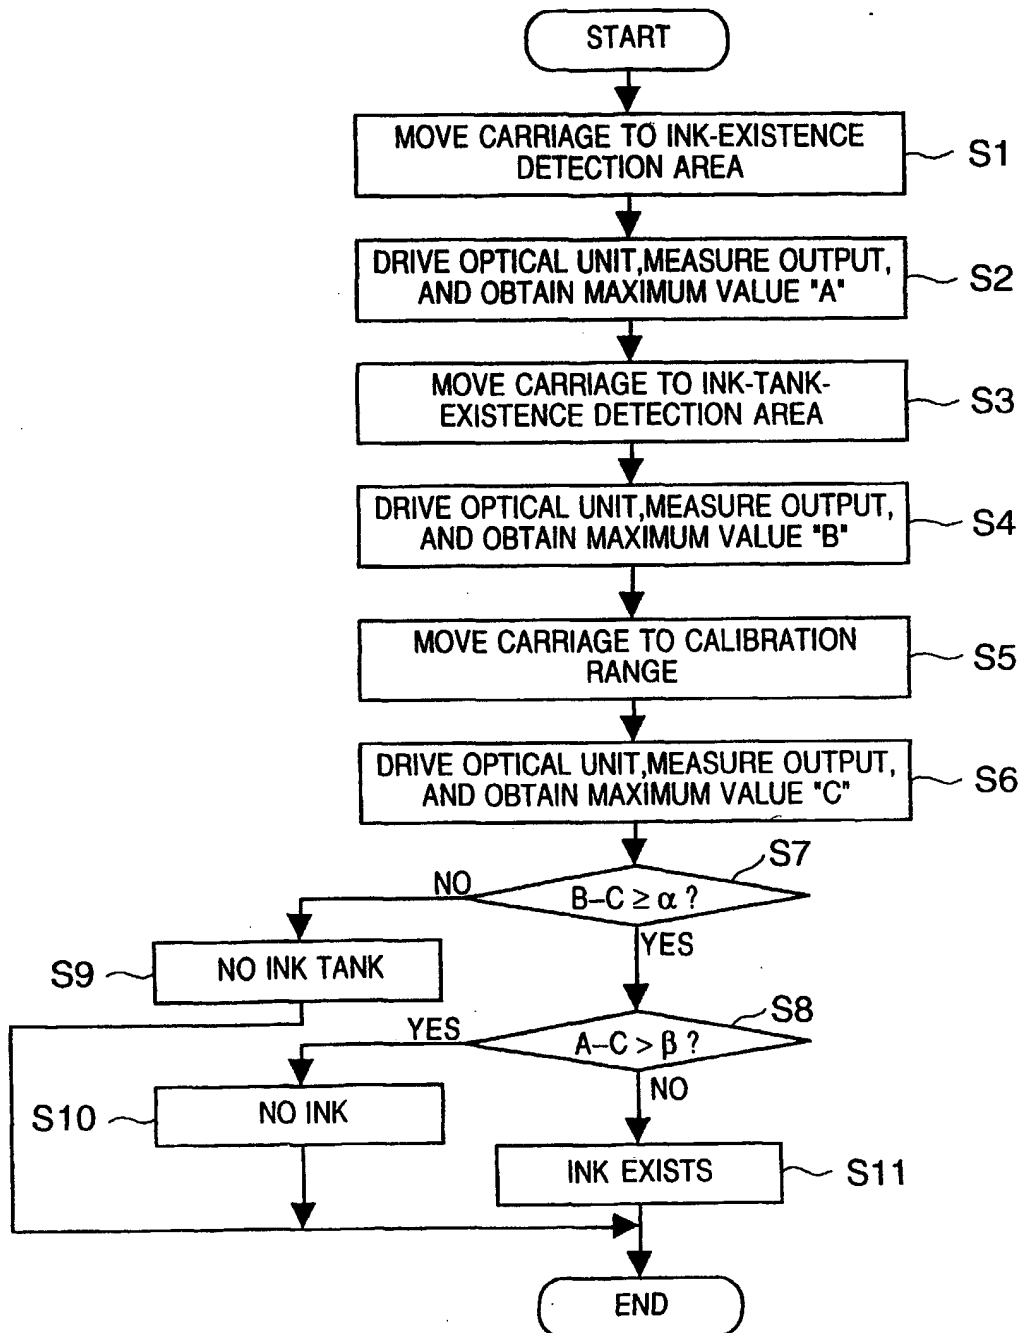 START
MOVE CARRIAGE TO INK-EXISTENCE
DETECTION AREA
S1
DRIVE OPTICAL UNIT,MEASURE OUTPUT,
AND OBTAIN MAXIMUM VALUE "A"
S2
MOVE CARRIAGE TO INK-TANK-
EXISTENCE DETECTION AREA
S3
DRIVE OPTICAL UNIT,MEASURE OUTPUT,
AND OBTAIN MAXIMUM VALUE "B"
S4
MOVE CARRIAGE TO CALIBRATION
RANGE
S5
DRIVE OPTICAL UNIT,MEASURE OUTPUT,
AND OBTAIN MAXIMUM VALUE "C"
S6
S7
NO
B–C ≥ α ?
YES
S9
NO INK TANK
S8
YES
A–C > β ?
NO
S10
NO INK
INK EXISTS
S11
END